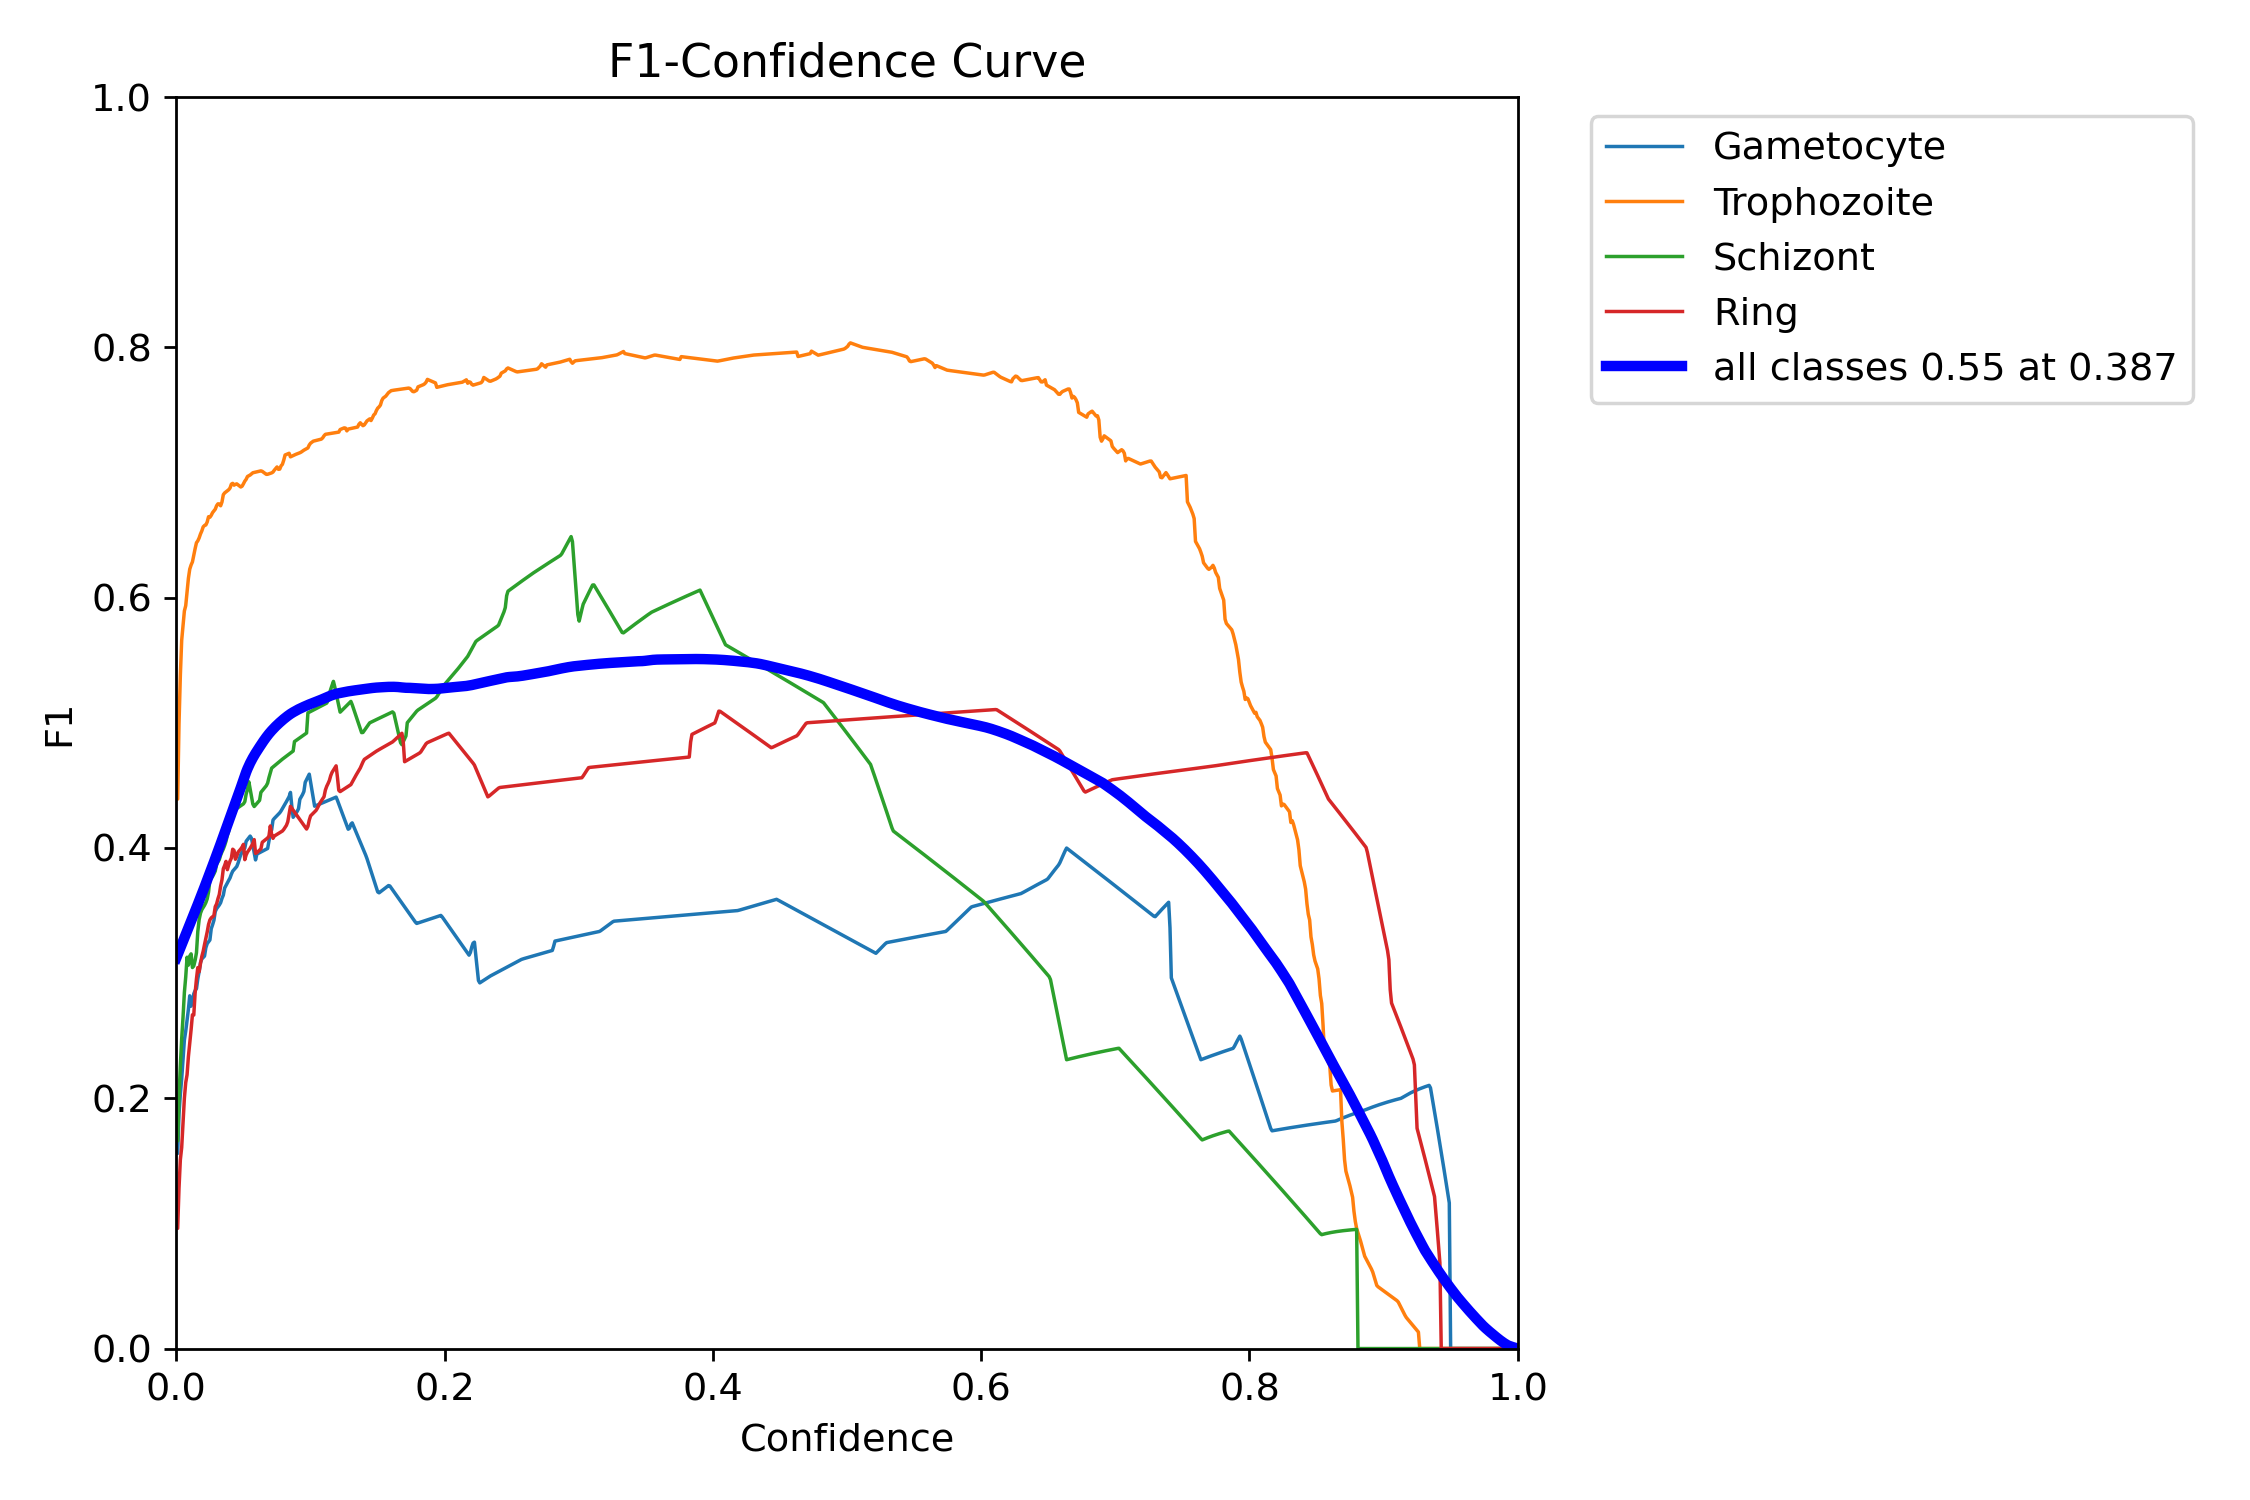 F1-Confidence Curve
1.0
0.8
0.6
0.4
0.2
0.0
F1
0.0 0.2 0.4 0.6 0.8 1.0
Confidence
Gametocyte
Trophozoite
Schizont
Ring
all classes 0.55 at 0.387